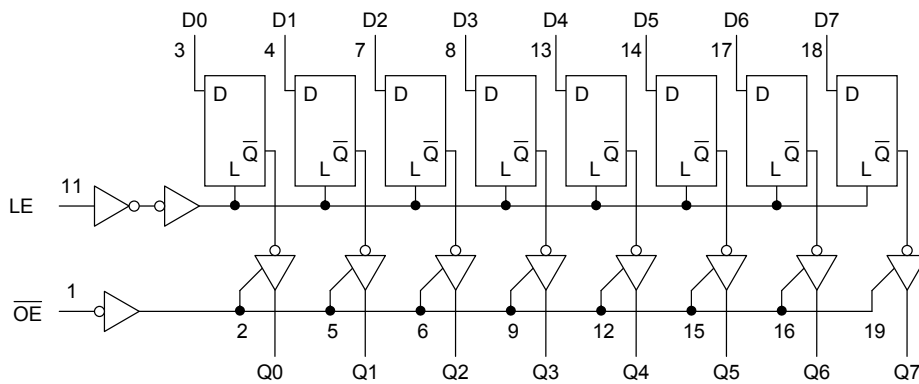 D0 D1 D2 D3 D4 D5 D6 D7
3 4 7 8 13 14 17 18
D D D D D D D D
Q̅ Q̅ Q̅ Q̅ Q̅ Q̅ Q̅ Q̅
L L L L L L L L
11
LE
1
O̅E̅
2 5 6 9 12 15 16 19
Q0 Q1 Q2 Q3 Q4 Q5 Q6 Q7